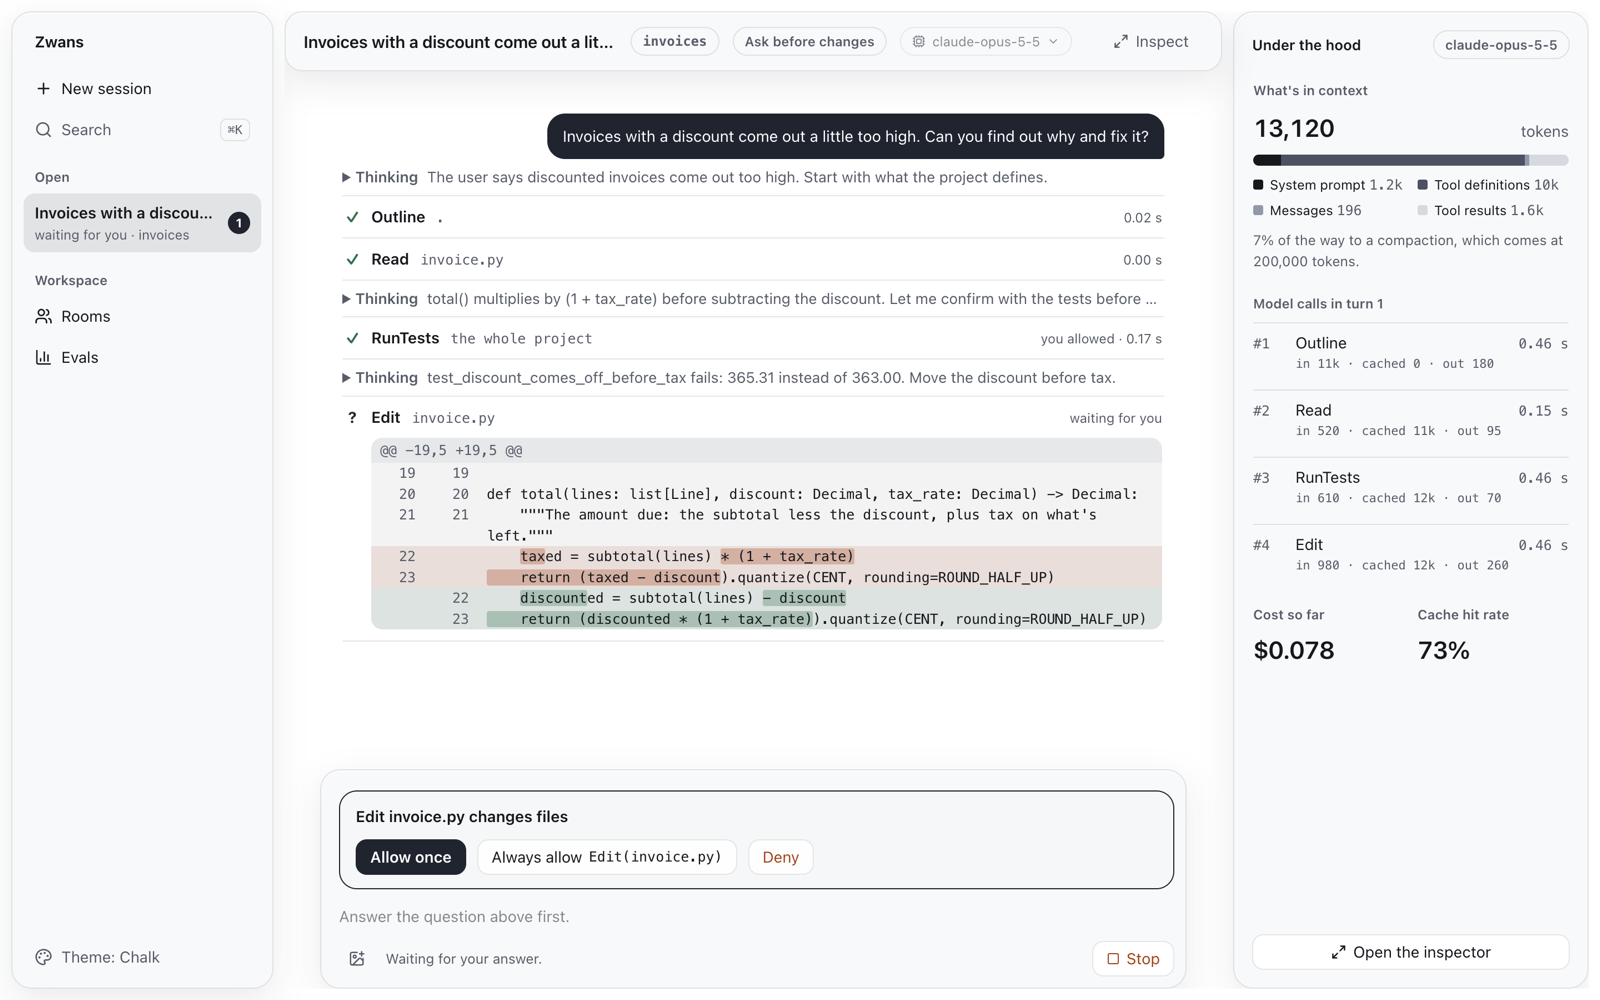 Zwans
New session
Search ⌘K
Open
Invoices with a discou... 1
waiting for you · invoices
Workspace
Rooms
Evals
Theme: Chalk
Invoices with a discount come out a lit... invoices Ask before changes claude-opus-5-5 Inspect
Invoices with a discount come out a little too high. Can you find out why and fix it?
Thinking The user says discounted invoices come out too high. Start with what the project defines.
Outline . 0.02 s
Read invoice.py 0.00 s
Thinking total() multiplies by (1 + tax_rate) before subtracting the discount. Let me confirm with the tests before ...
RunTests the whole project you allowed · 0.17 s
Thinking test_discount_comes_off_before_tax fails: 365.31 instead of 363.00. Move the discount before tax.
? Edit invoice.py waiting for you
@@ -19,5 +19,5 @@
19 19
20 20 def total(lines: list[Line], discount: Decimal, tax_rate: Decimal) -> Decimal:
21 21 """The amount due: the subtotal less the discount, plus tax on what's
left."""
22 taxed = subtotal(lines) * (1 + tax_rate)
23 return (taxed - discount).quantize(CENT, rounding=ROUND_HALF_UP)
22 discounted = subtotal(lines) - discount
23 return (discounted * (1 + tax_rate)).quantize(CENT, rounding=ROUND_HALF_UP)
Edit invoice.py changes files
Allow once Always allow Edit(invoice.py) Deny
Answer the question above first.
Waiting for your answer. Stop
Under the hood claude-opus-5-5
What's in context
13,120 tokens
System prompt 1.2k Tool definitions 10k
Messages 196 Tool results 1.6k
7% of the way to a compaction, which comes at
200,000 tokens.
Model calls in turn 1
#1 Outline 0.46 s
in 11k · cached 0 · out 180
#2 Read 0.15 s
in 520 · cached 11k · out 95
#3 RunTests 0.46 s
in 610 · cached 12k · out 70
#4 Edit 0.46 s
in 980 · cached 12k · out 260
Cost so far Cache hit rate
$0.078 73%
Open the inspector